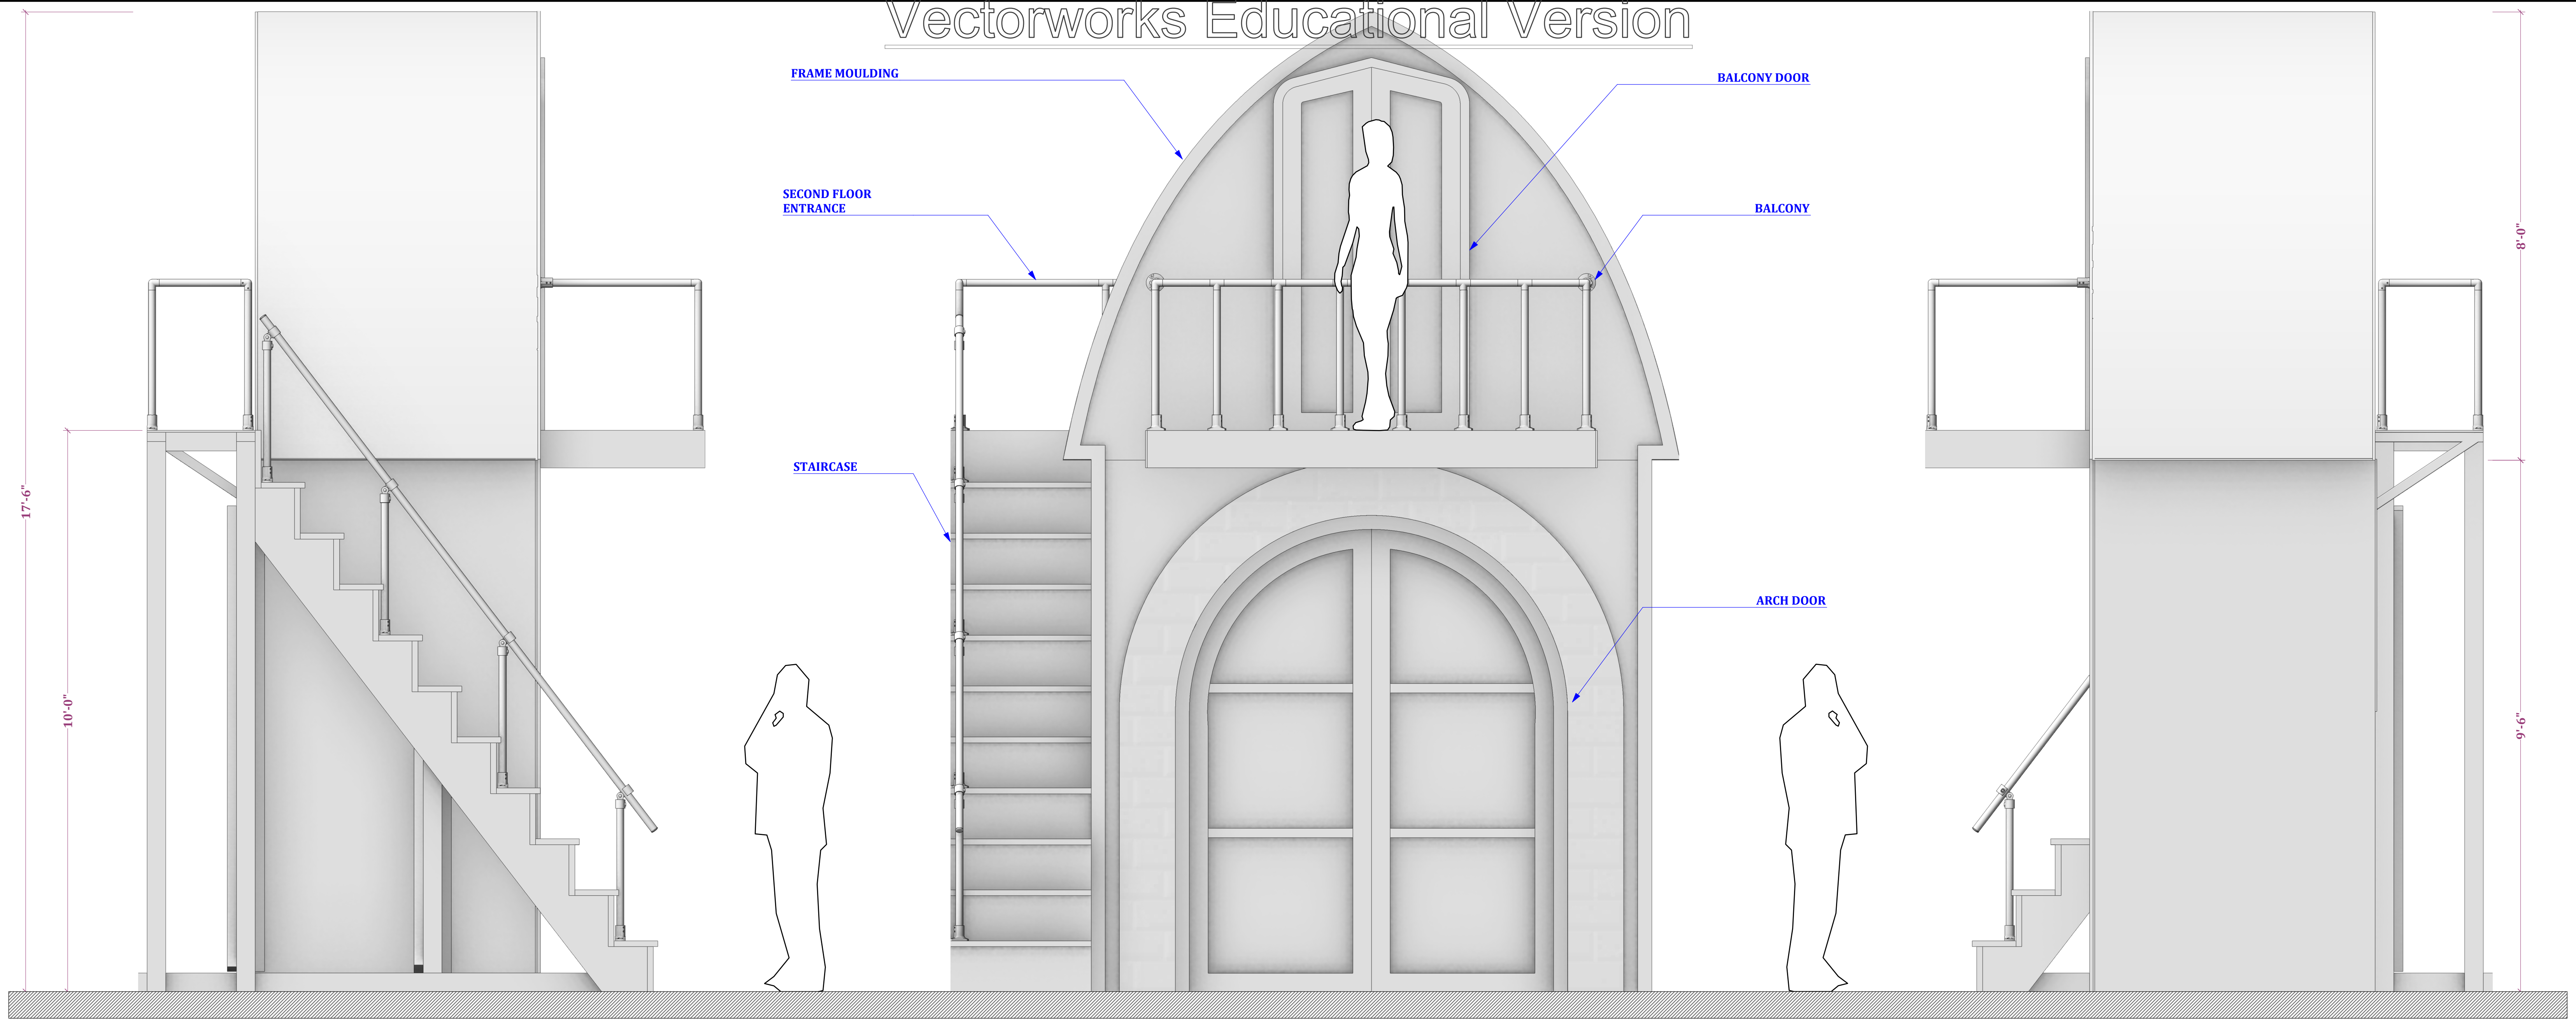 Vectorworks Educational Version
FRAME MOULDING
BALCONY DOOR
SECOND FLOOR
ENTRANCE
BALCONY
8'-0"
STAIRCASE
17'-6"
ARCH DOOR
10'-0"
9'-6"